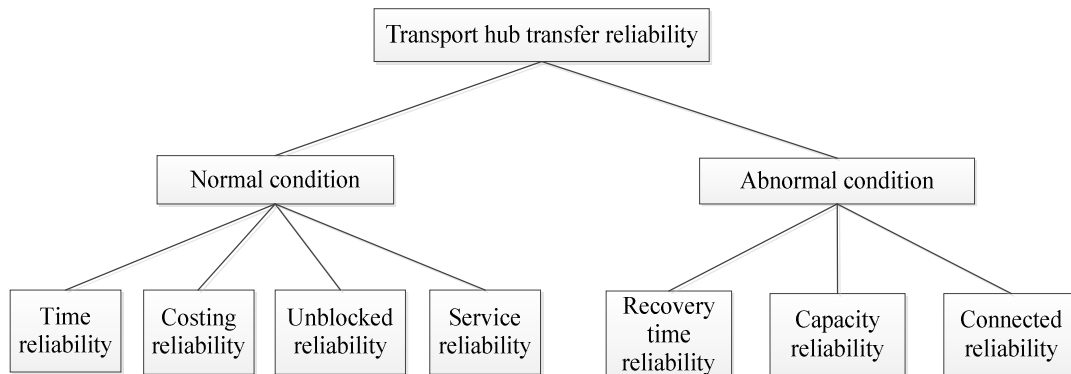 Transport hub transfer reliability
Normal condition
Abnormal condition
Time
reliability
Costing
reliability
Unblocked
reliability
Service
reliability
Recovery
time
reliability
Capacity
reliability
Connected
reliability